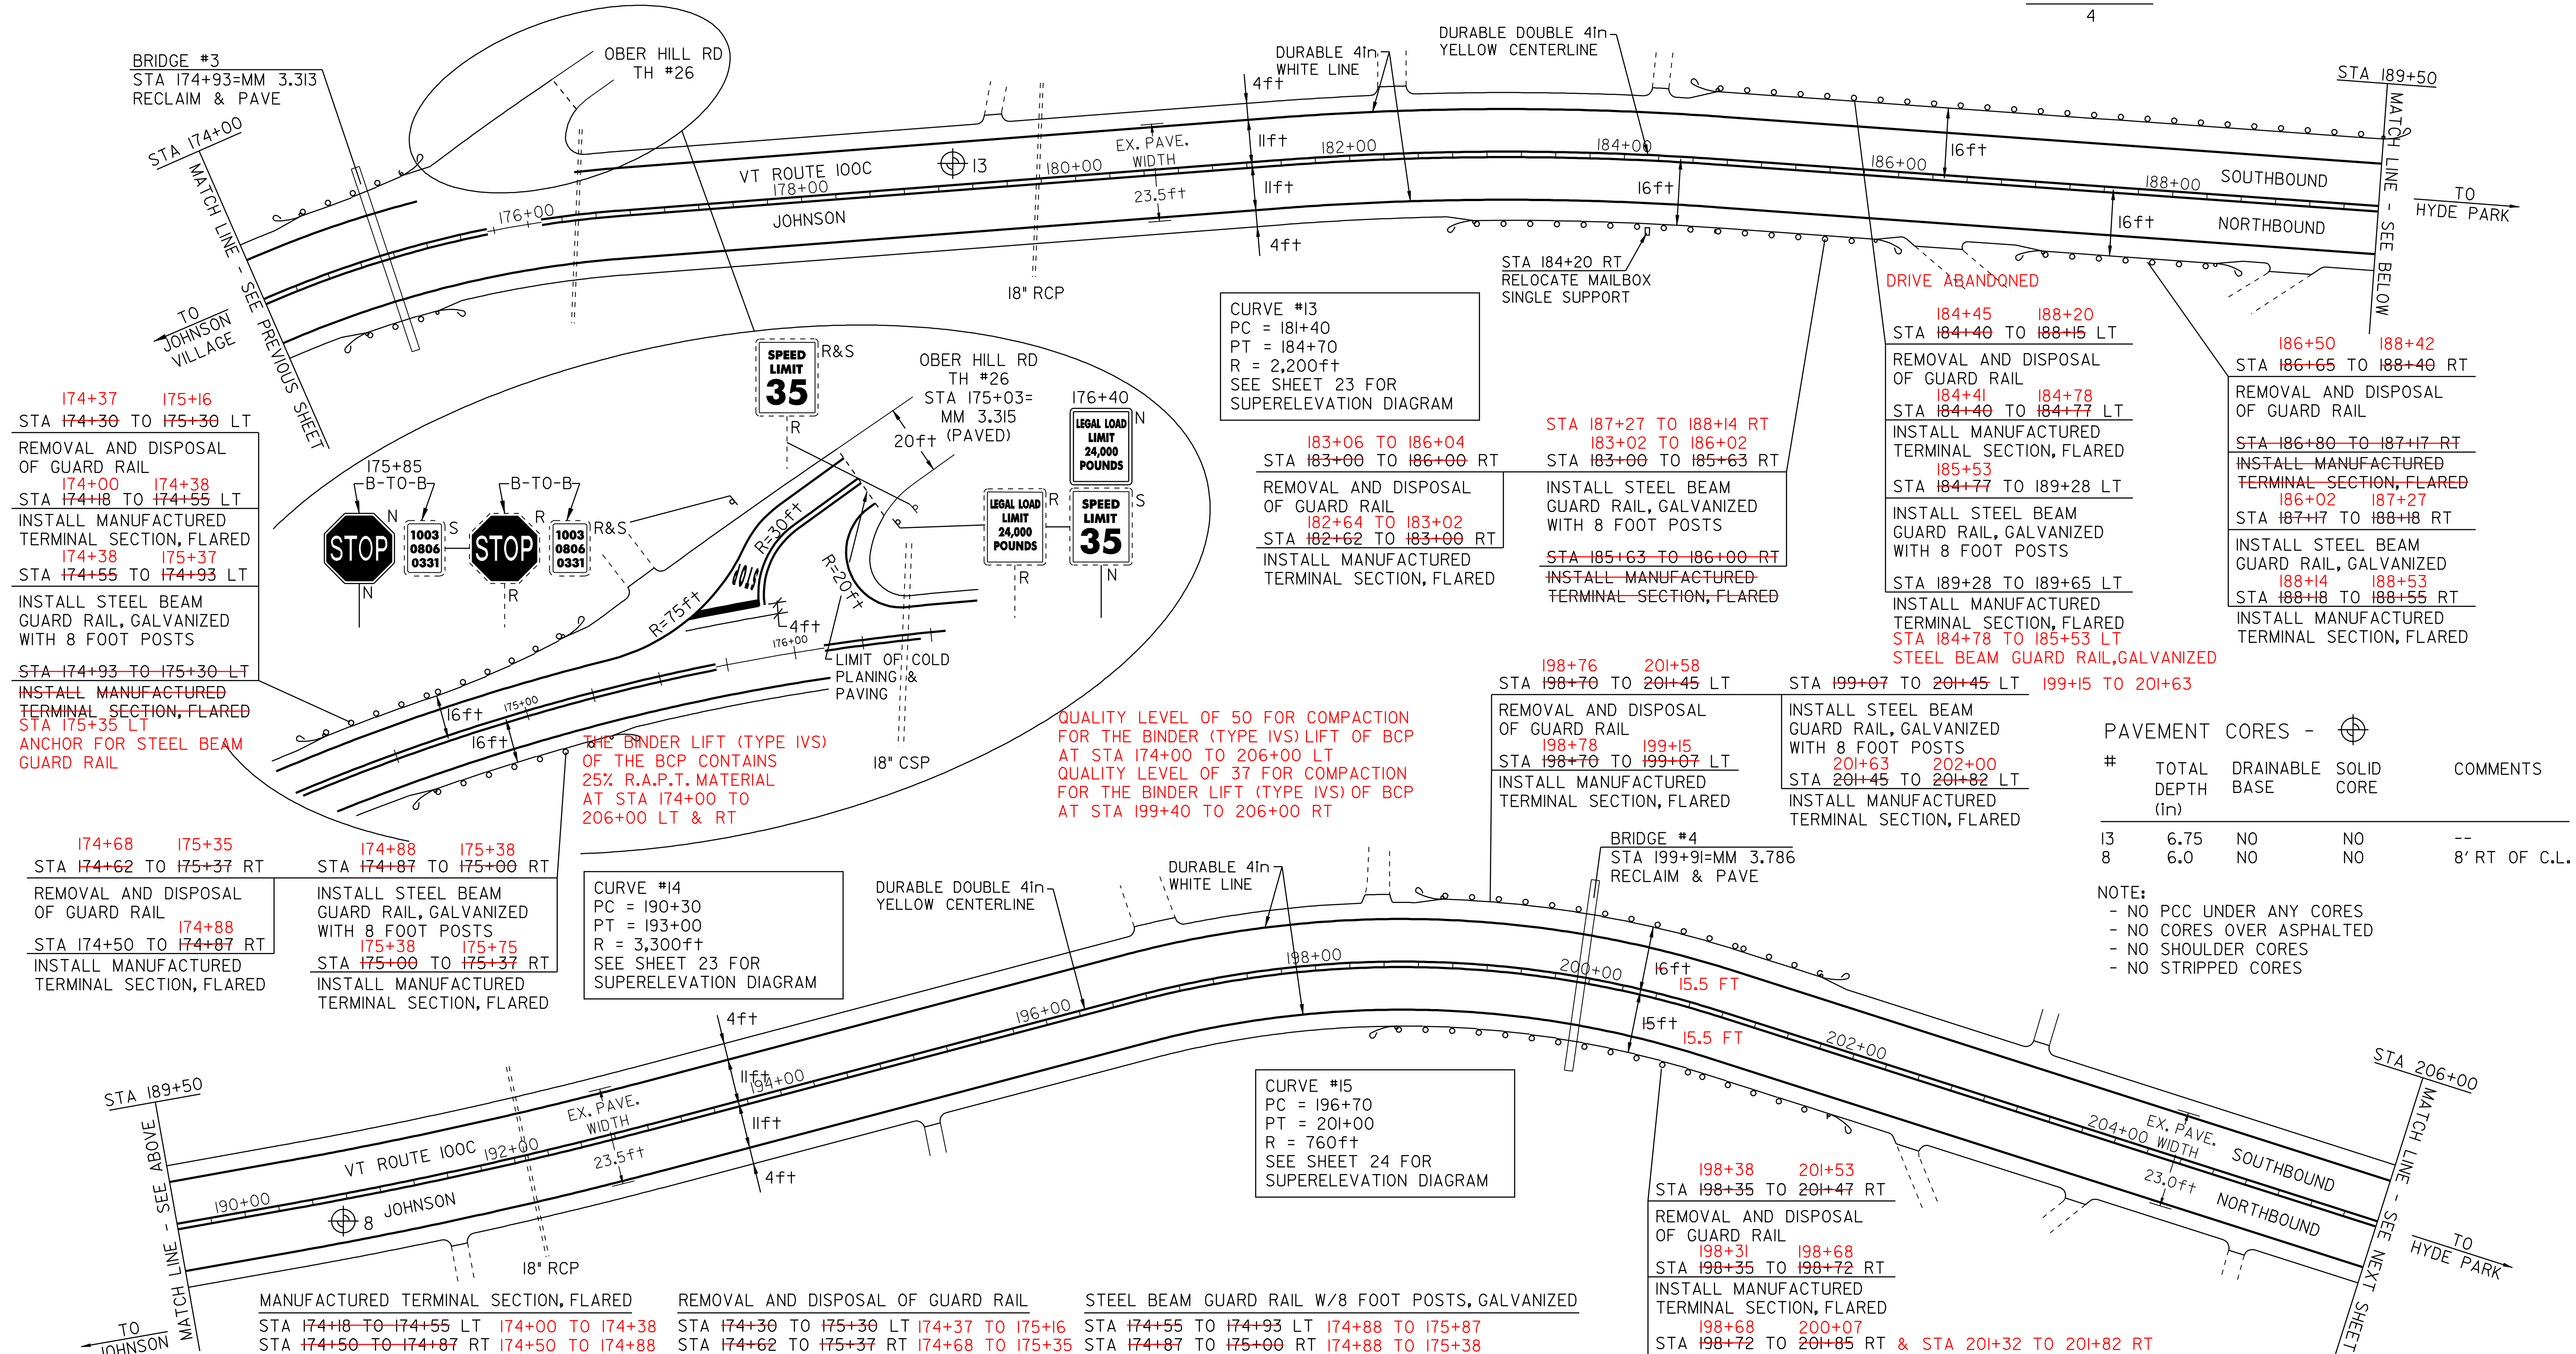 4
BRIDGE #3
STA 174+93=MM 3.313
RECLAIM & PAVE
OBER HILL RD
TH #26
STA 174+00
MATCH LINE - SEE PREVIOUS SHEET
TO
JOHNSON
VILLAGE
VT ROUTE 100C
JOHNSON
176+00
178+00
180+00
182+00
184+00
186+00
188+00
13
18" RCP
EX. PAVE.
WIDTH
23.5ft
4ft
11ft
11ft
4ft
DURABLE 4in
WHITE LINE
DURABLE DOUBLE 4in
YELLOW CENTERLINE
16ft
16ft
16ft
SOUTHBOUND
NORTHBOUND
STA 189+50
MATCH LINE - SEE BELOW
TO
HYDE PARK
STA 184+20 RT
RELOCATE MAILBOX
SINGLE SUPPORT
DRIVE ABANDONED
CURVE #13
PC = 181+40
PT = 184+70
R = 2,200ft
SEE SHEET 23 FOR
SUPERELEVATION DIAGRAM
174+37 175+16
STA 174+30 TO 175+30 LT
REMOVAL AND DISPOSAL
OF GUARD RAIL
174+00 174+38
STA 174+18 TO 174+55 LT
INSTALL MANUFACTURED
TERMINAL SECTION, FLARED
174+38 175+37
STA 174+55 TO 174+93 LT
INSTALL STEEL BEAM
GUARD RAIL, GALVANIZED
WITH 8 FOOT POSTS
STA 174+93 TO 175+30 LT
INSTALL MANUFACTURED
TERMINAL SECTION, FLARED
STA 175+35 LT
ANCHOR FOR STEEL BEAM
GUARD RAIL
175+85
B-TO-B
B-TO-B
N
STOP
N
1003
0806
0331
S
R
STOP
R
1003
0806
0331
R&S
SPEED
LIMIT
35
R&S
R
OBER HILL RD
TH #26
STA 175+03=
MM 3.315
(PAVED)
20ft
R=30ft
R=20ft
R=75ft
STOP
4ft
175+00
176+00
16ft
16ft
LIMIT OF COLD
PLANING &
PAVING
18" CSP
176+40
LEGAL LOAD
LIMIT
24,000
POUNDS
N
LEGAL LOAD
LIMIT
24,000
POUNDS
R
R
SPEED
LIMIT
35
S
N
THE BINDER LIFT (TYPE IVS)
OF THE BCP CONTAINS
25% R.A.P.T. MATERIAL
AT STA 174+00 TO
206+00 LT & RT
QUALITY LEVEL OF 50 FOR COMPACTION
FOR THE BINDER (TYPE IVS) LIFT OF BCP
AT STA 174+00 TO 206+00 LT
QUALITY LEVEL OF 37 FOR COMPACTION
FOR THE BINDER LIFT (TYPE IVS) OF BCP
AT STA 199+40 TO 206+00 RT
183+06 TO 186+04
STA 183+00 TO 186+00 RT
REMOVAL AND DISPOSAL
OF GUARD RAIL
182+64 TO 183+02
STA 182+62 TO 183+00 RT
INSTALL MANUFACTURED
TERMINAL SECTION, FLARED
STA 187+27 TO 188+14 RT
183+02 TO 186+02
STA 183+00 TO 185+63 RT
INSTALL STEEL BEAM
GUARD RAIL, GALVANIZED
WITH 8 FOOT POSTS
STA 185+63 TO 186+00 RT
INSTALL MANUFACTURED
TERMINAL SECTION, FLARED
184+45 188+20
STA 184+40 TO 188+15 LT
REMOVAL AND DISPOSAL
OF GUARD RAIL
184+41 184+78
STA 184+40 TO 184+77 LT
INSTALL MANUFACTURED
TERMINAL SECTION, FLARED
185+53
STA 184+77 TO 189+28 LT
INSTALL STEEL BEAM
GUARD RAIL, GALVANIZED
WITH 8 FOOT POSTS
STA 189+28 TO 189+65 LT
INSTALL MANUFACTURED
TERMINAL SECTION, FLARED
STA 184+78 TO 185+53 LT
STEEL BEAM GUARD RAIL,GALVANIZED
186+50 188+42
STA 186+65 TO 188+40 RT
REMOVAL AND DISPOSAL
OF GUARD RAIL
STA 186+80 TO 187+17 RT
INSTALL MANUFACTURED
TERMINAL SECTION, FLARED
186+02 187+27
STA 187+17 TO 188+18 RT
INSTALL STEEL BEAM
GUARD RAIL, GALVANIZED
188+14 188+53
STA 188+18 TO 188+55 RT
INSTALL MANUFACTURED
TERMINAL SECTION, FLARED
198+76 201+58
STA 198+70 TO 201+45 LT
REMOVAL AND DISPOSAL
OF GUARD RAIL
198+78 199+15
STA 198+70 TO 199+07 LT
INSTALL MANUFACTURED
TERMINAL SECTION, FLARED
STA 199+07 TO 201+45 LT 199+15 TO 201+63
INSTALL STEEL BEAM
GUARD RAIL, GALVANIZED
WITH 8 FOOT POSTS
201+63 202+00
STA 201+45 TO 201+82 LT
INSTALL MANUFACTURED
TERMINAL SECTION, FLARED
PAVEMENT CORES -
# TOTAL DRAINABLE SOLID COMMENTS
DEPTH BASE CORE
(in)
13 6.75 NO NO --
8 6.0 NO NO 8' RT OF C.L.
NOTE:
- NO PCC UNDER ANY CORES
- NO CORES OVER ASPHALTED
- NO SHOULDER CORES
- NO STRIPPED CORES
174+68 175+35
STA 174+62 TO 175+37 RT
REMOVAL AND DISPOSAL
OF GUARD RAIL
174+88
STA 174+50 TO 174+87 RT
INSTALL MANUFACTURED
TERMINAL SECTION, FLARED
174+88 175+38
STA 174+87 TO 175+00 RT
INSTALL STEEL BEAM
GUARD RAIL, GALVANIZED
WITH 8 FOOT POSTS
175+38 175+75
STA 175+00 TO 175+37 RT
INSTALL MANUFACTURED
TERMINAL SECTION, FLARED
CURVE #14
PC = 190+30
PT = 193+00
R = 3,300ft
SEE SHEET 23 FOR
SUPERELEVATION DIAGRAM
DURABLE DOUBLE 4in
YELLOW CENTERLINE
DURABLE 4in
WHITE LINE
BRIDGE #4
STA 199+91=MM 3.786
RECLAIM & PAVE
STA 189+50
MATCH LINE - SEE ABOVE
TO
JOHNSON
VT ROUTE 100C
JOHNSON
8
190+00
192+00
194+00
196+00
198+00
200+00
202+00
204+00
18" RCP
EX. PAVE.
WIDTH
23.5ft
4ft
11ft
11ft
4ft
16ft
15.5 FT
15ft
15.5 FT
CURVE #15
PC = 196+70
PT = 201+00
R = 760ft
SEE SHEET 24 FOR
SUPERELEVATION DIAGRAM
EX. PAVE.
WIDTH
23.0ft
SOUTHBOUND
NORTHBOUND
STA 206+00
MATCH LINE - SEE NEXT SHEET
TO
HYDE PARK
198+38 201+53
STA 198+35 TO 201+47 RT
REMOVAL AND DISPOSAL
OF GUARD RAIL
198+31 198+68
STA 198+35 TO 198+72 RT
INSTALL MANUFACTURED
TERMINAL SECTION, FLARED
198+68 200+07
STA 198+72 TO 201+85 RT & STA 201+32 TO 201+82 RT
MANUFACTURED TERMINAL SECTION, FLARED
STA 174+18 TO 174+55 LT 174+00 TO 174+38
STA 174+50 TO 174+87 RT 174+50 TO 174+88
REMOVAL AND DISPOSAL OF GUARD RAIL
STA 174+30 TO 175+30 LT 174+37 TO 175+16
STA 174+62 TO 175+37 RT 174+68 TO 175+35
STEEL BEAM GUARD RAIL W/8 FOOT POSTS, GALVANIZED
STA 174+55 TO 174+93 LT 174+88 TO 175+87
STA 174+87 TO 175+00 RT 174+88 TO 175+38